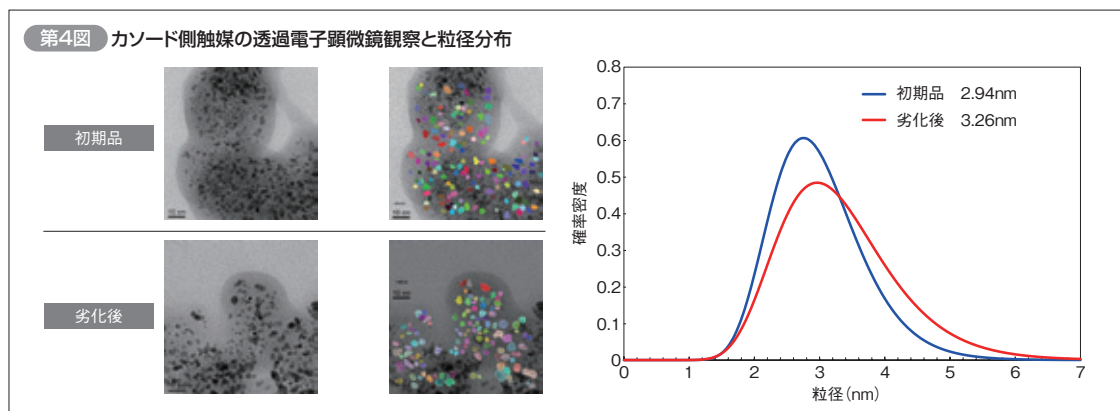 第4図 カソード側触媒の透過電子顕微鏡観察と粒径分布
初期品
劣化後
0.8
0.7
0.6
0.5
0.4
0.3
0.2
0.1
0
確率密度
初期品 2.94nm
劣化後 3.26nm
0 1 2 3 4 5 6 7
粒径(nm)